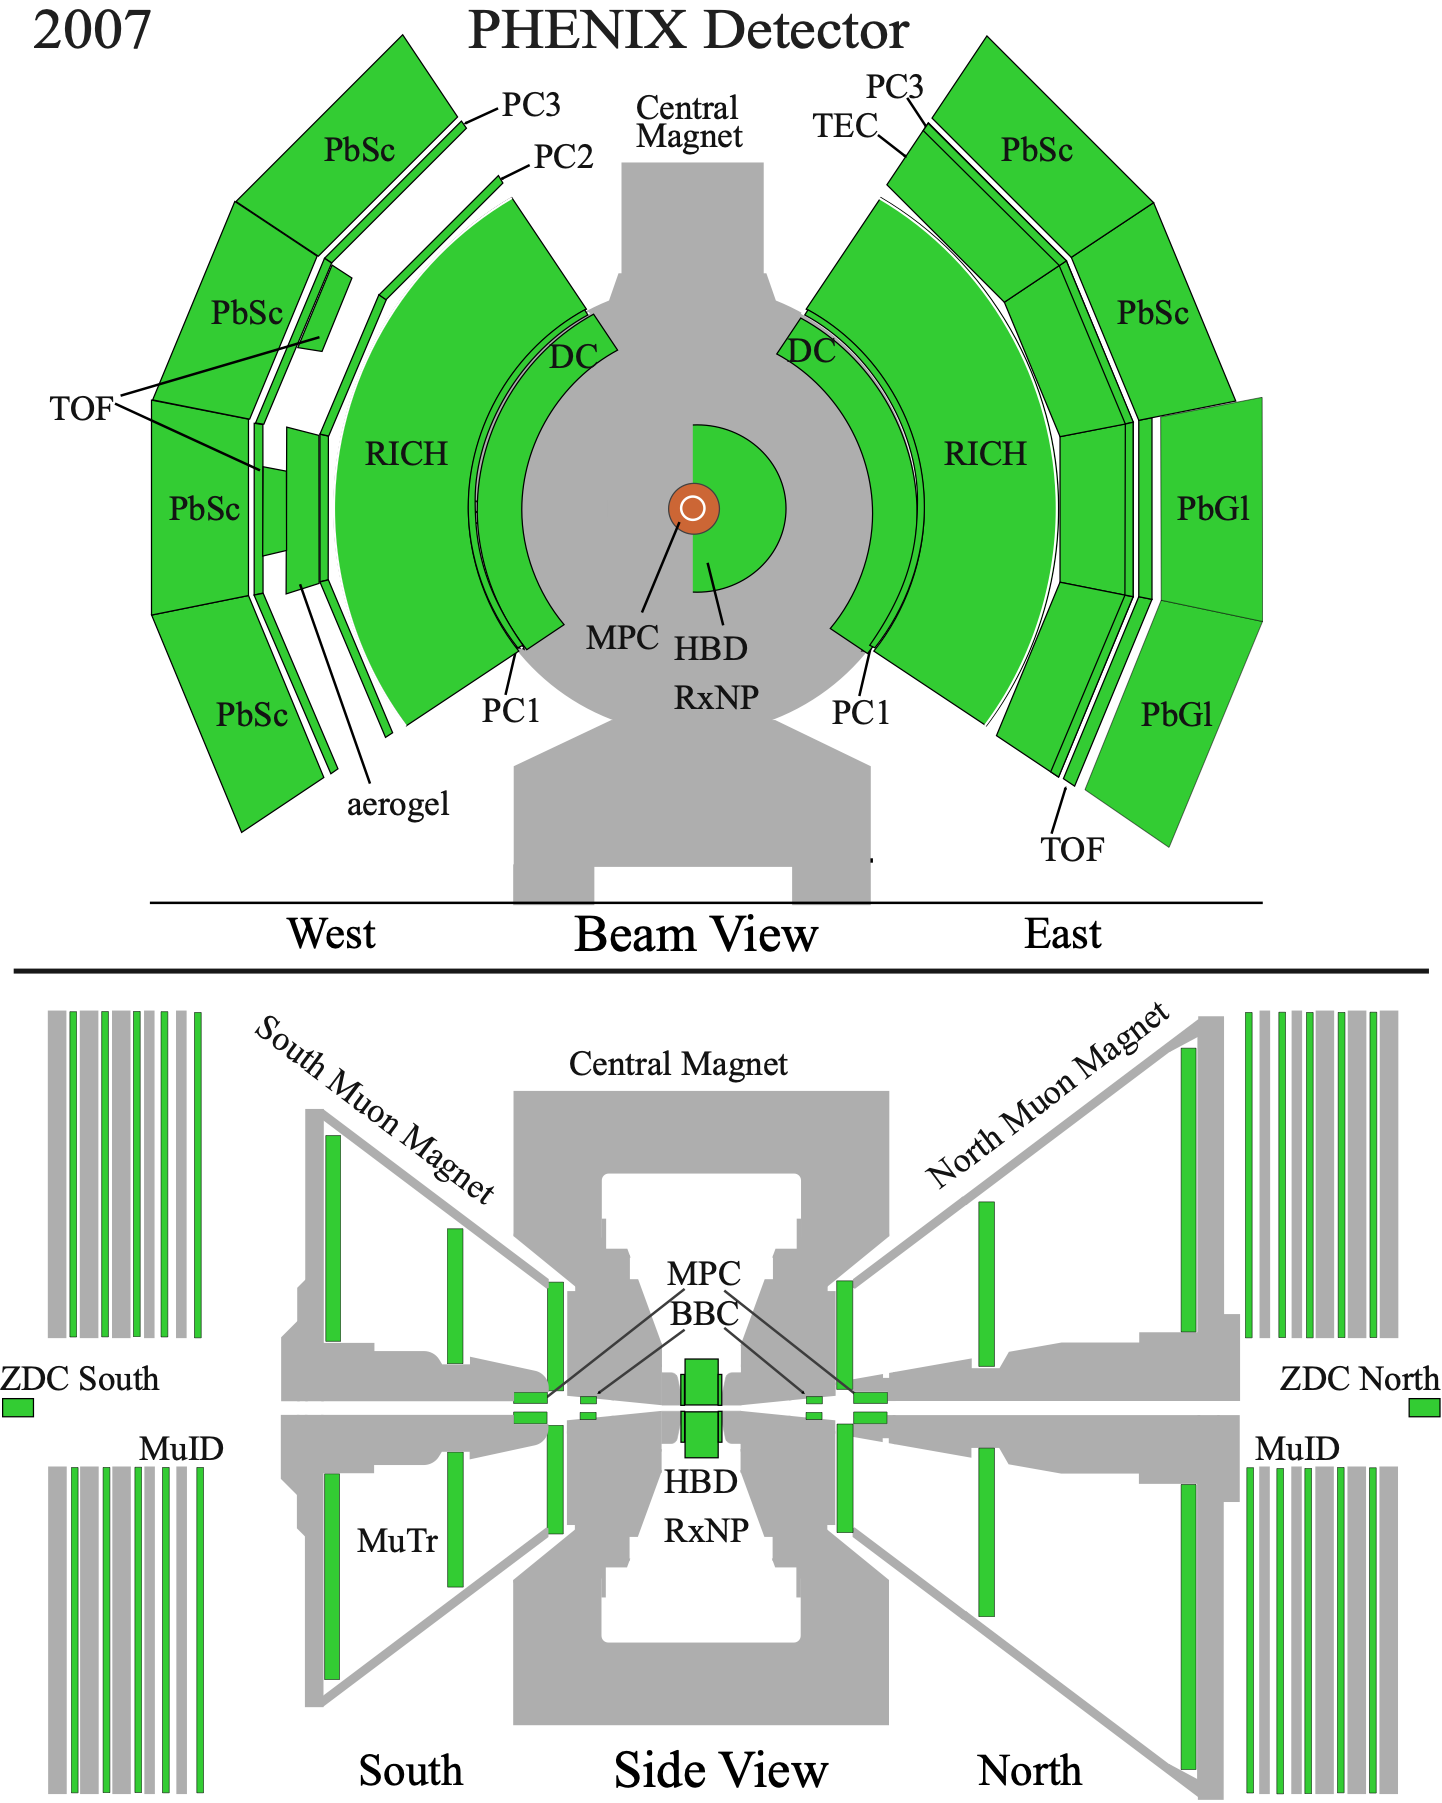 2007
PHENIX Detector
PC3
PC2
Central
Magnet
PC3
TEC
PbSc
PbSc
PbSc
PbSc
DC
DC
TOF
RICH
RICH
PbSc
PbGl
MPC
HBD
RxNP
PbSc
PC1
PC1
PbGl
aerogel
TOF
West
Beam View
East
South Muon Magnet
Central Magnet
North Muon Magnet
MPC
BBC
ZDC South
ZDC North
MuID
MuID
HBD
RxNP
MuTr
South
Side View
North